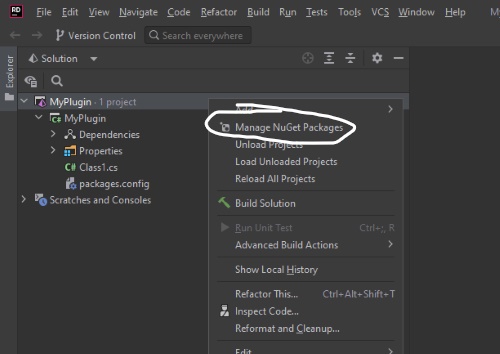 RD File Edit View Navigate Code Refactor Build Run Tests Tools VCS Window Help My
Version Control Search everywhere
Explorer
Solution
MyPlugin · 1 project
MyPlugin
Dependencies
Properties
C# Class1.cs
packages.config
Scratches and Consoles
Add
Manage NuGet Packages
Unload Projects
Load Unloaded Projects
Reload All Projects
Build Solution
Run Unit Test Ctrl+;, R
Advanced Build Actions
Show Local History
Refactor This... Ctrl+Alt+Shift+T
Inspect Code...
Reformat and Cleanup...
Edit